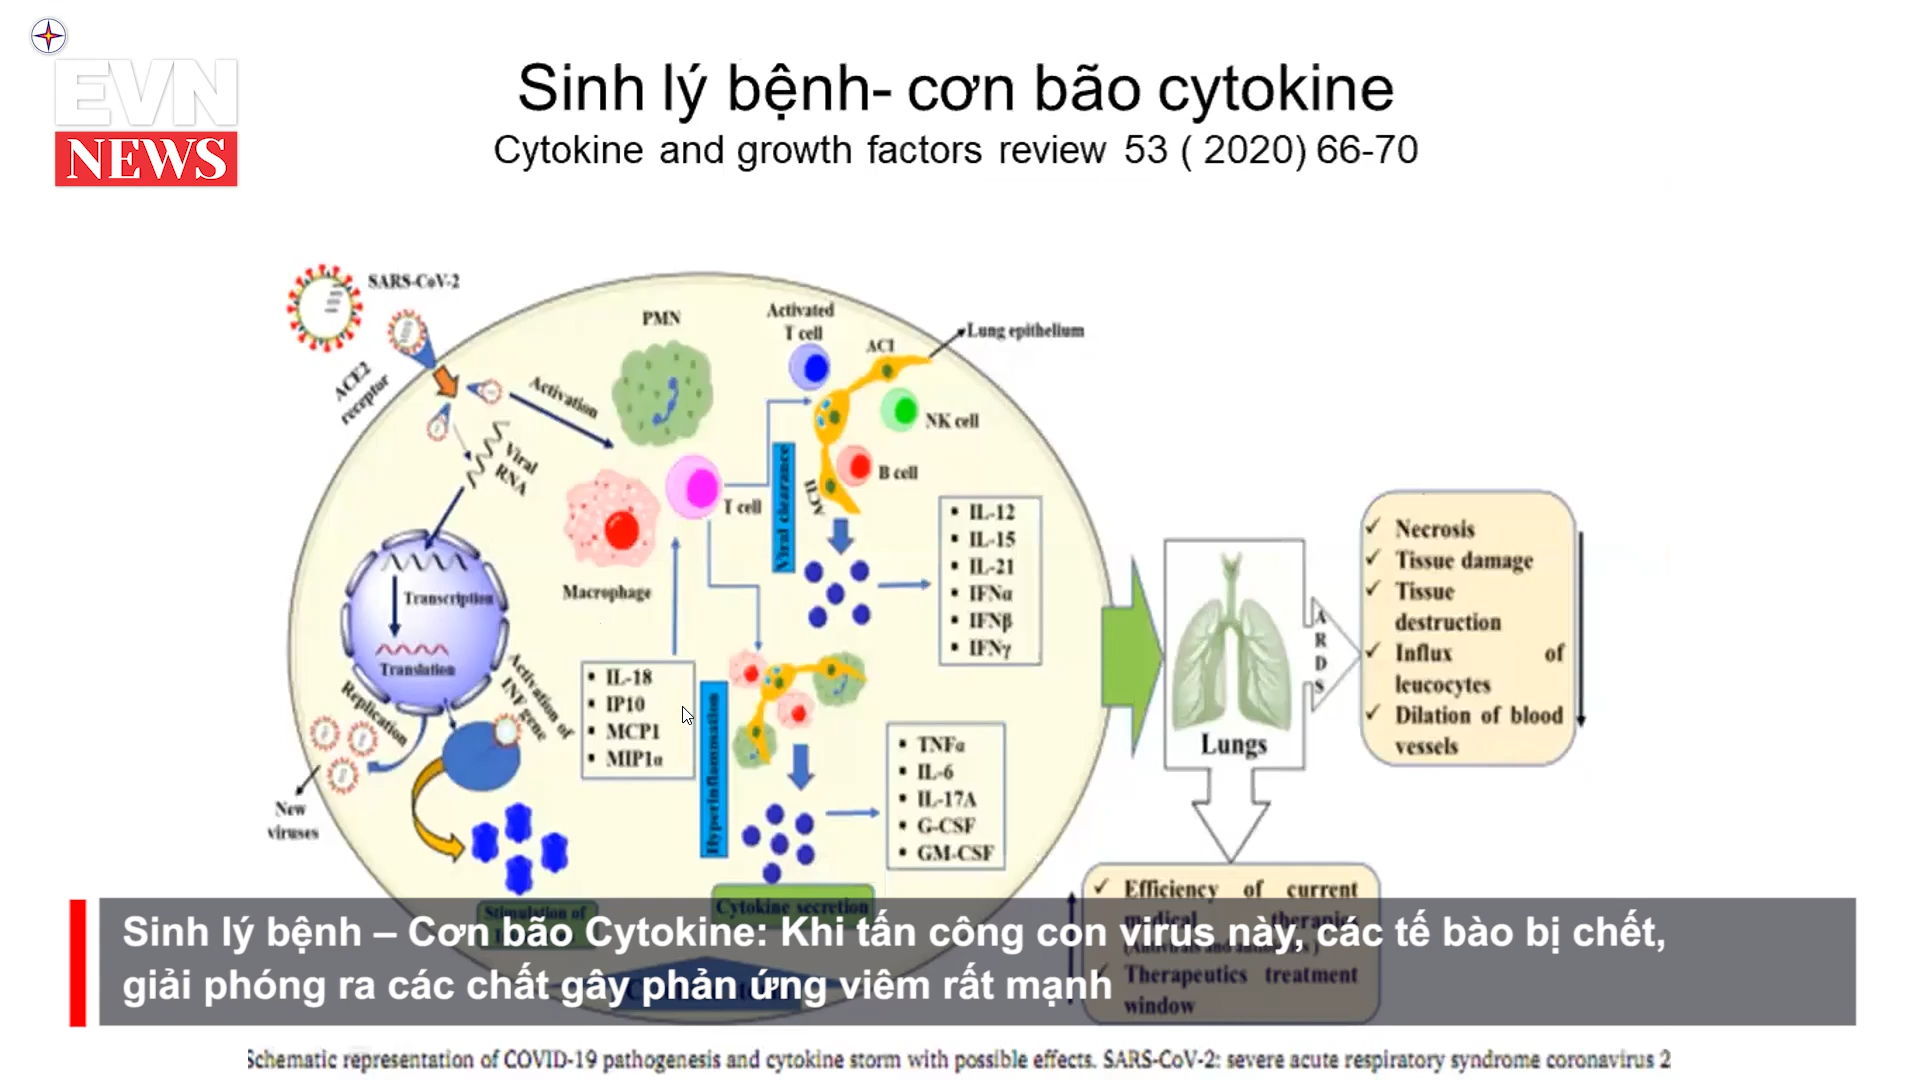 EVN
NEWS
Sinh lý bệnh- cơn bão cytokine
Cytokine and growth factors review 53 ( 2020) 66-70
SARS-CoV-2
ACE2
receptor
Activation
Viral
RNA
PMN
Activated
T cell
ACI
Lung epithelium
NK cell
B cell
ACII
T cell
Macrophage
Viral clearance
▪ IL-12
▪ IL-15
▪ IL-21
▪ IFNα
▪ IFNβ
▪ IFNγ
Transcription
Translation
Replication
Activation of
INF gene
New
viruses
▪ IL-18
▪ IP10
▪ MCP1
▪ MIP1α
Hyperinflammation
▪ TNFα
▪ IL-6
▪ IL-17A
▪ G-CSF
▪ GM-CSF
Stimulation of
Cytokine secretion
Lungs
ARDS
✓ Necrosis
✓ Tissue damage
✓ Tissue
destruction
✓ Influx of
leucocytes
✓ Dilation of blood
vessels
✓ Efficiency of current
medical therapies
✓ Therapeutics treatment
window
Sinh lý bệnh – Cơn bão Cytokine: Khi tấn công con virus này, các tế bào bị chết,
giải phóng ra các chất gây phản ứng viêm rất mạnh
Schematic representation of COVID-19 pathogenesis and cytokine storm with possible effects. SARS-CoV-2: severe acute respiratory syndrome coronavirus 2